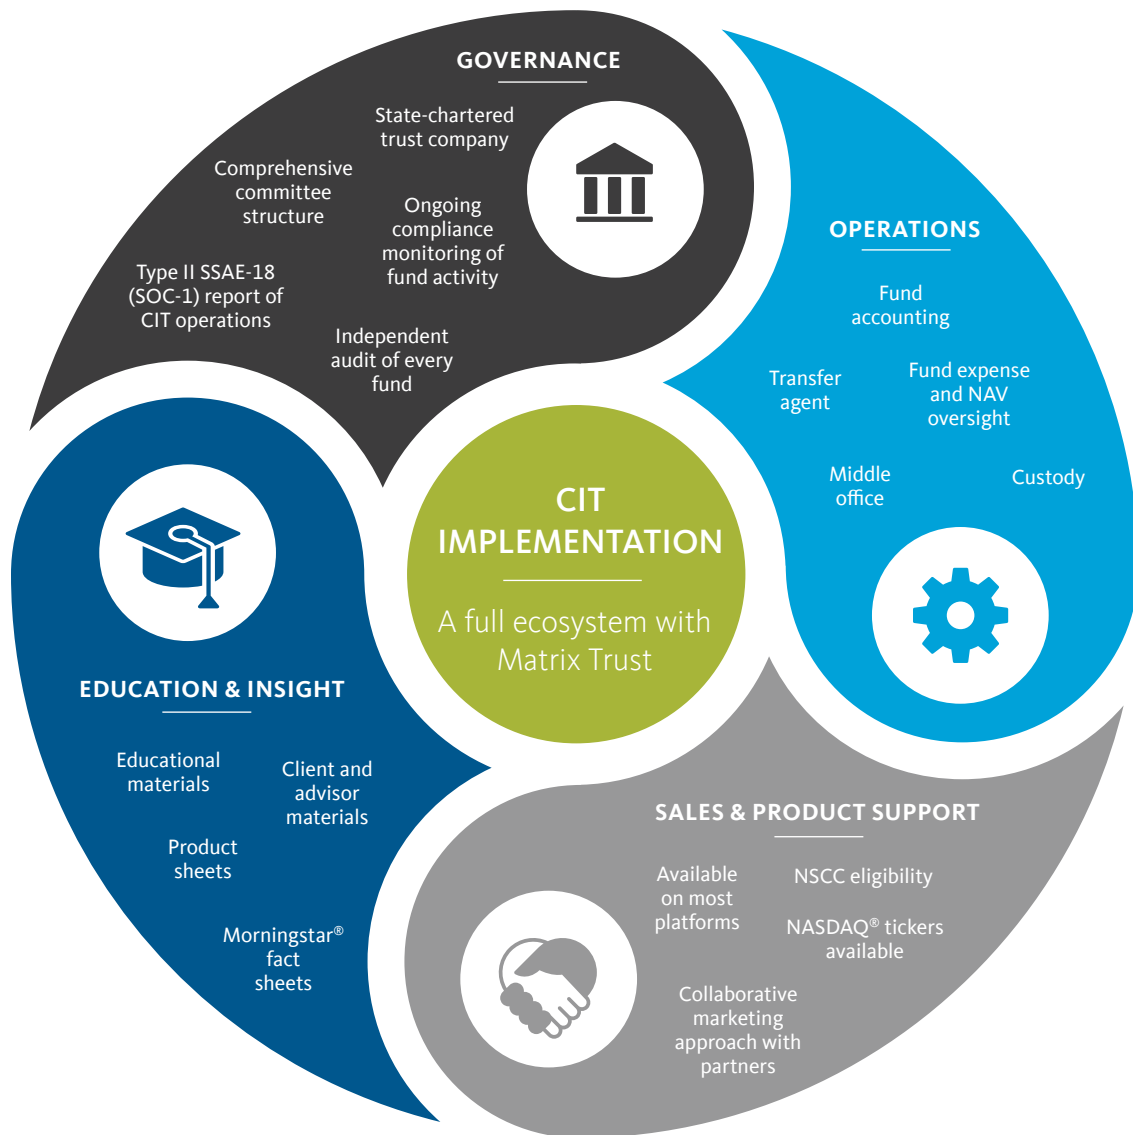 GOVERNANCE
State-chartered
trust company
Comprehensive
committee
structure
Ongoing
compliance
monitoring of
fund activity
Type II SSAE-18
(SOC-1) report of
CIT operations
Independent
audit of every
fund
OPERATIONS
Fund
accounting
Transfer
agent
Fund expense
and NAV
oversight
Middle
office
Custody
CIT
IMPLEMENTATION
A full ecosystem with
Matrix Trust
EDUCATION & INSIGHT
Educational
materials
Client and
advisor
materials
Product
sheets
Morningstar®
fact
sheets
SALES & PRODUCT SUPPORT
Available
on most
platforms
NSCC eligibility
NASDAQ® tickers
available
Collaborative
marketing
approach with
partners